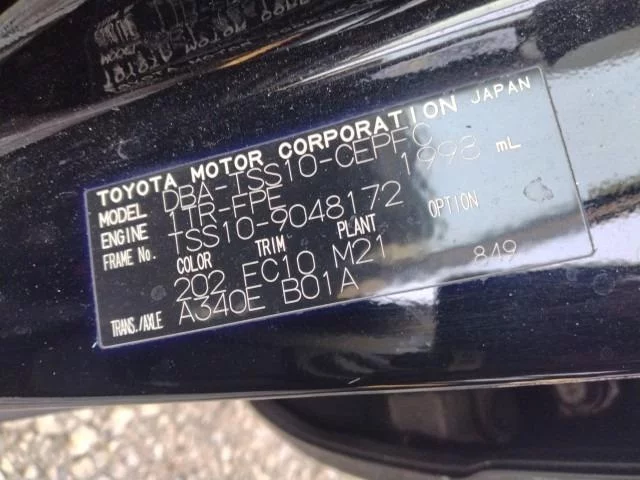 TOYOTA MOTOR CORPORATION JAPAN
MODEL DBA-TSS10-CEPFC
ENGINE 1TR-FPE 1998 mL
FRAME No. TSS10-9048172
COLOR TRIM PLANT OPTION
202 FC10 M21 849
TRANS./AXLE A340E B01A